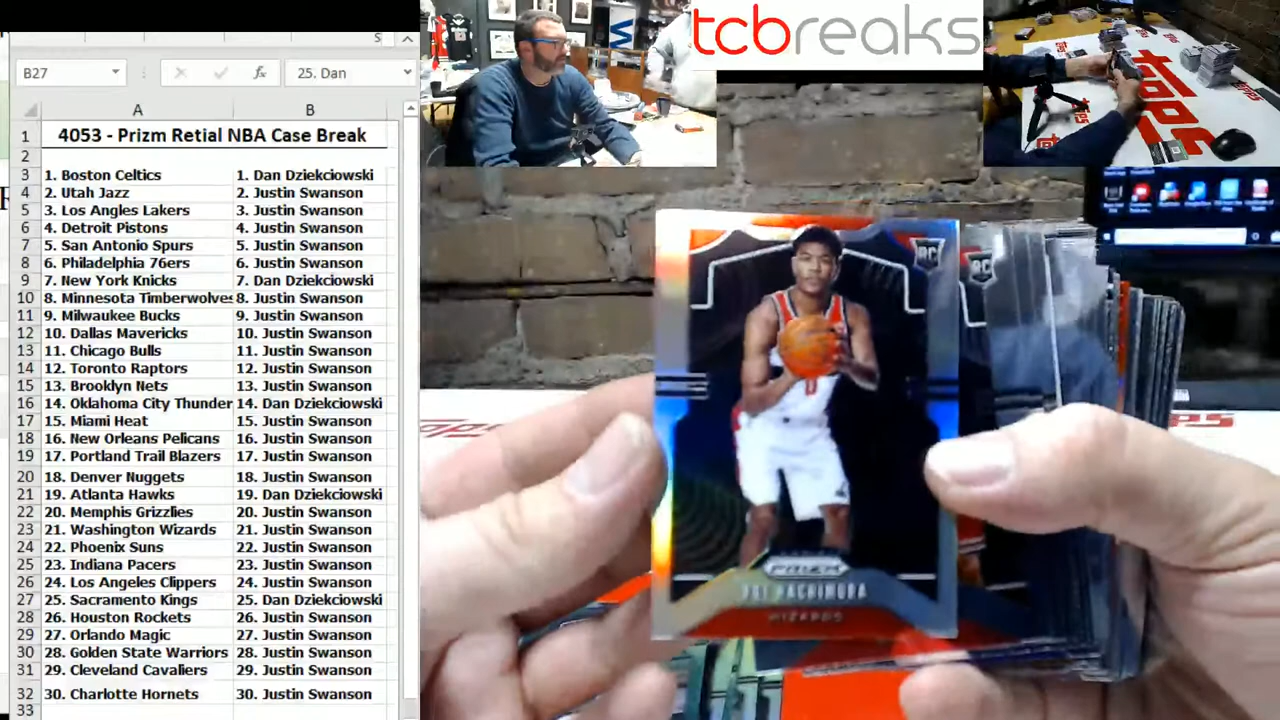 S
B27
fx
25. Dan
A
B
1 4053 - Prizm Retial NBA Case Break
2
3 1. Boston Celtics 1. Dan Dziekciowski
4 2. Utah Jazz 2. Justin Swanson
5 3. Los Angles Lakers 3. Justin Swanson
6 4. Detroit Pistons 4. Justin Swanson
7 5. San Antonio Spurs 5. Justin Swanson
8 6. Philadelphia 76ers 6. Justin Swanson
9 7. New York Knicks 7. Dan Dziekciowski
10 8. Minnesota Timberwolves 8. Justin Swanson
11 9. Milwaukee Bucks 9. Justin Swanson
12 10. Dallas Mavericks 10. Justin Swanson
13 11. Chicago Bulls 11. Justin Swanson
14 12. Toronto Raptors 12. Justin Swanson
15 13. Brooklyn Nets 13. Justin Swanson
16 14. Oklahoma City Thunder 14. Dan Dziekciowski
17 15. Miami Heat 15. Justin Swanson
18 16. New Orleans Pelicans 16. Justin Swanson
19 17. Portland Trail Blazers 17. Justin Swanson
20 18. Denver Nuggets 18. Justin Swanson
21 19. Atlanta Hawks 19. Dan Dziekciowski
22 20. Memphis Grizzlies 20. Justin Swanson
23 21. Washington Wizards 21. Justin Swanson
24 22. Phoenix Suns 22. Justin Swanson
25 23. Indiana Pacers 23. Justin Swanson
26 24. Los Angeles Clippers 24. Justin Swanson
27 25. Sacramento Kings 25. Dan Dziekciowski
28 26. Houston Rockets 26. Justin Swanson
29 27. Orlando Magic 27. Justin Swanson
30 28. Golden State Warriors 28. Justin Swanson
31 29. Cleveland Cavaliers 29. Justin Swanson
32 30. Charlotte Hornets 30. Justin Swanson
33
W
tcbreaks
TOPS
RC
RC
PRIZM
RUI HACHIMURA
WIZARDS